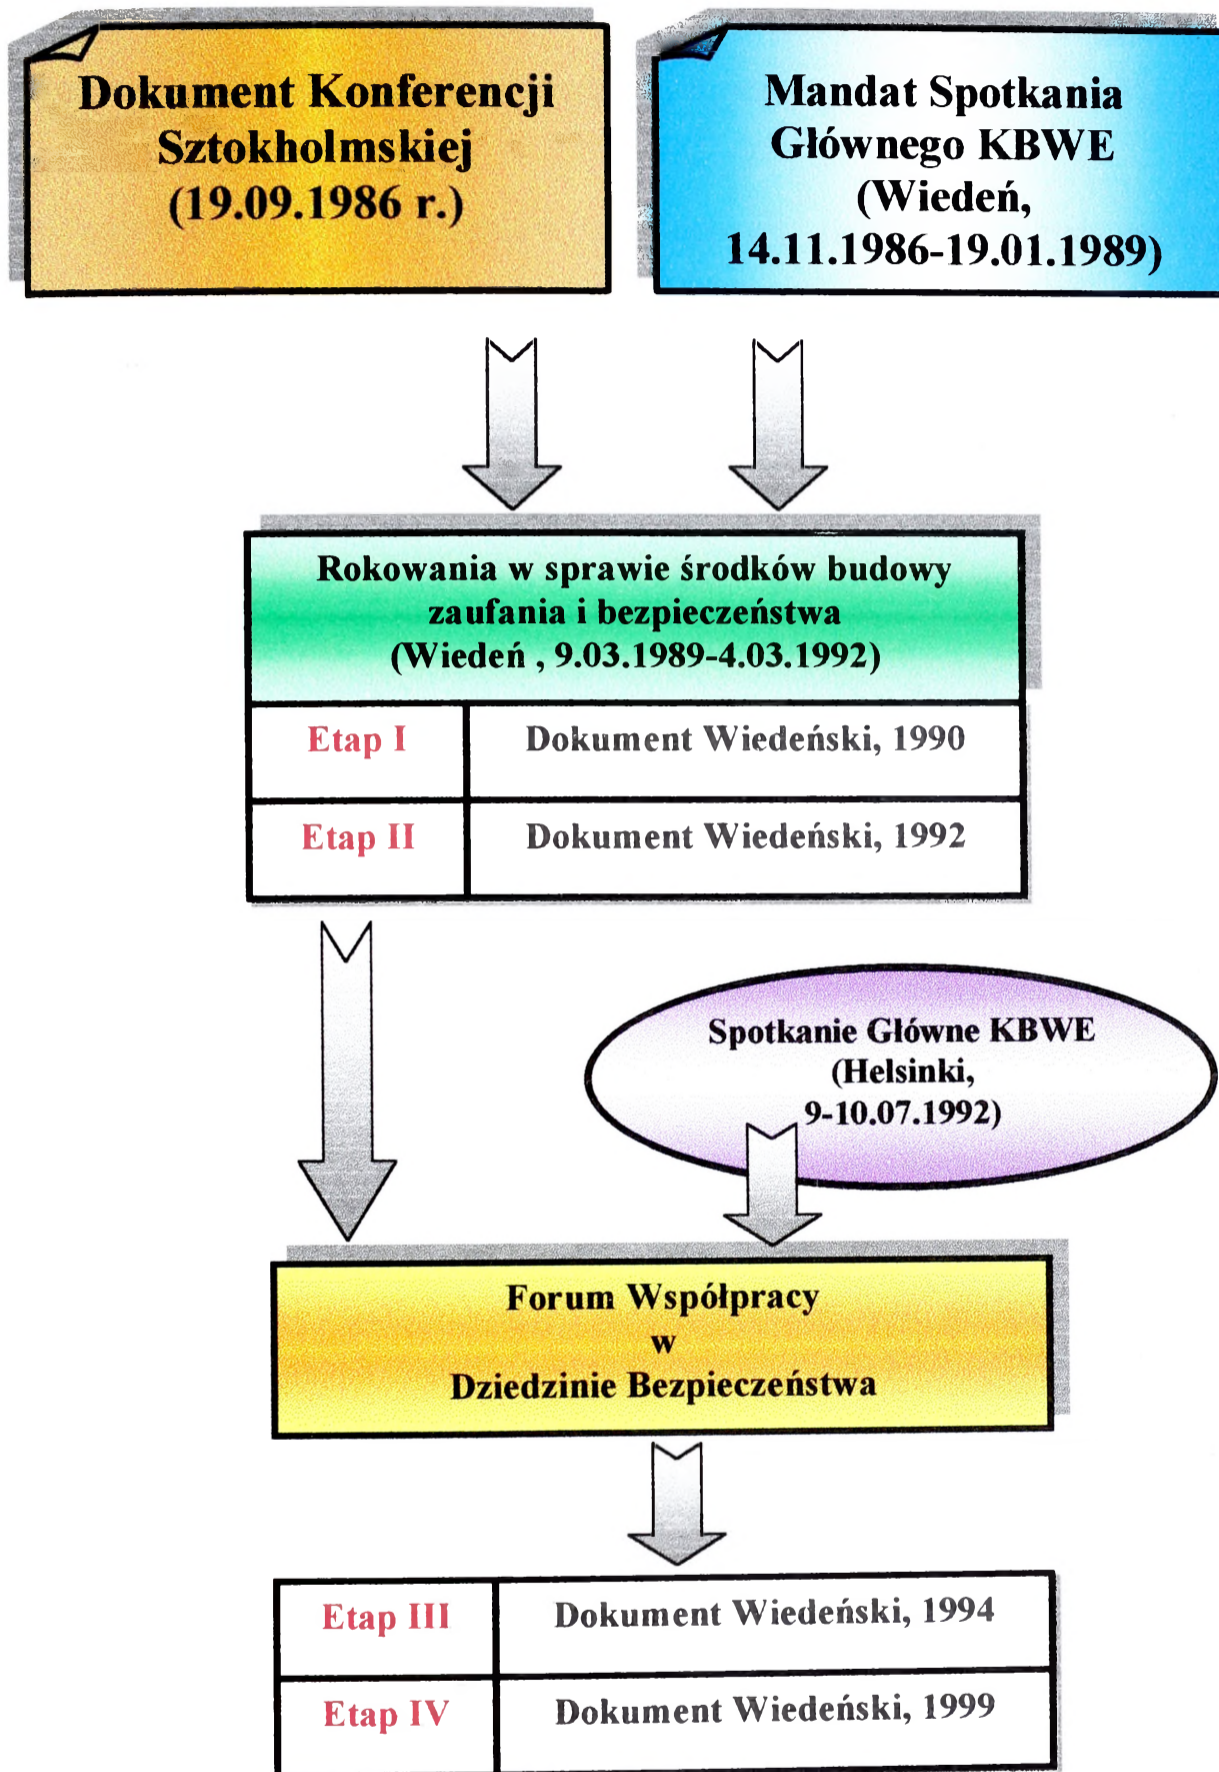 Dokument Konferencji
Sztokholmskiej
(19.09.1986 r.)
Mandat Spotkania
Głównego KBWE
(Wiedeń,
14.11.1986-19.01.1989)
Rokowania w sprawie środków budowy
zaufania i bezpieczeństwa
(Wiedeń , 9.03.1989-4.03.1992)
Etap I Dokument Wiedeński, 1990
Etap II Dokument Wiedeński, 1992
Spotkanie Główne KBWE
(Helsinki,
9-10.07.1992)
Forum Współpracy
w
Dziedzinie Bezpieczeństwa
Etap III Dokument Wiedeński, 1994
Etap IV Dokument Wiedeński, 1999